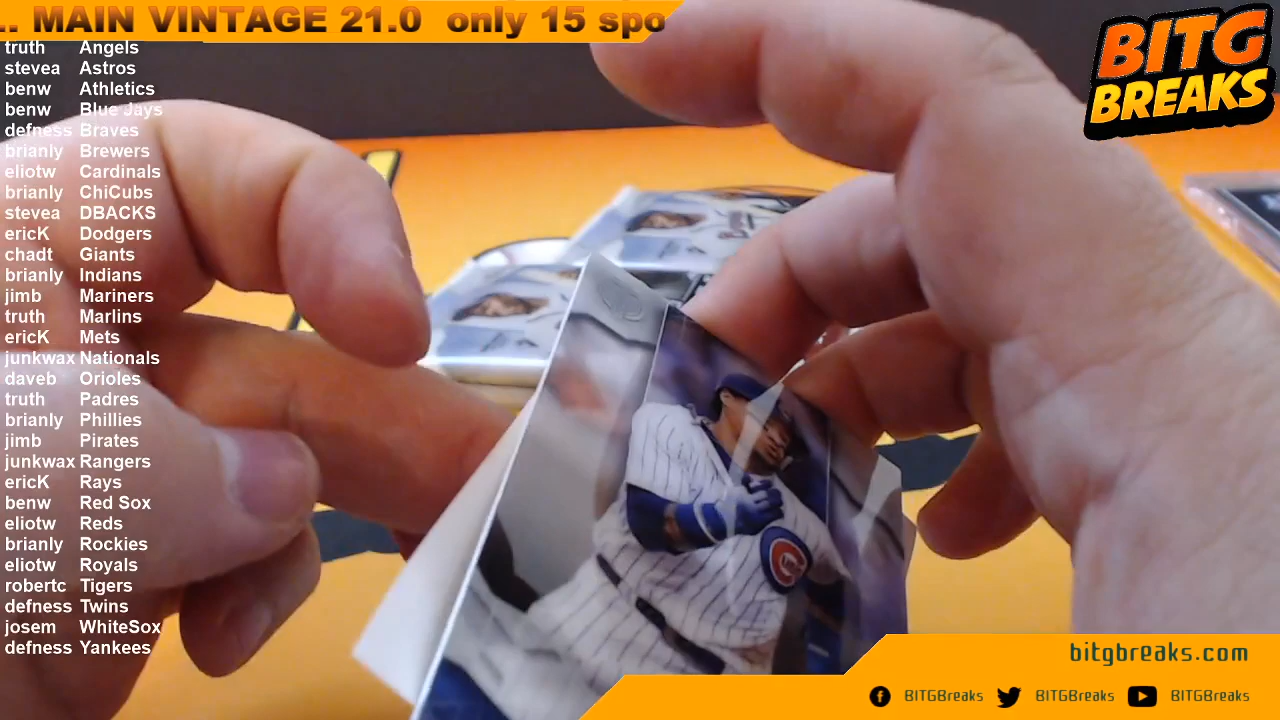 .. MAIN VINTAGE 21.0 only 15 spo
BITG
BREAKS
truth Angels
stevea Astros
benw Athletics
benw Blue Jays
defness Braves
brianly Brewers
eliotw Cardinals
brianly ChiCubs
stevea DBACKS
ericK Dodgers
chadt Giants
brianly Indians
jimb Mariners
truth Marlins
ericK Mets
junkwax Nationals
daveb Orioles
truth Padres
brianly Phillies
jimb Pirates
junkwax Rangers
ericK Rays
benw Red Sox
eliotw Reds
brianly Rockies
eliotw Royals
robertc Tigers
defness Twins
josem WhiteSox
defness Yankees
bitgbreaks.com
BITGBreaks BITGBreaks BITGBreaks